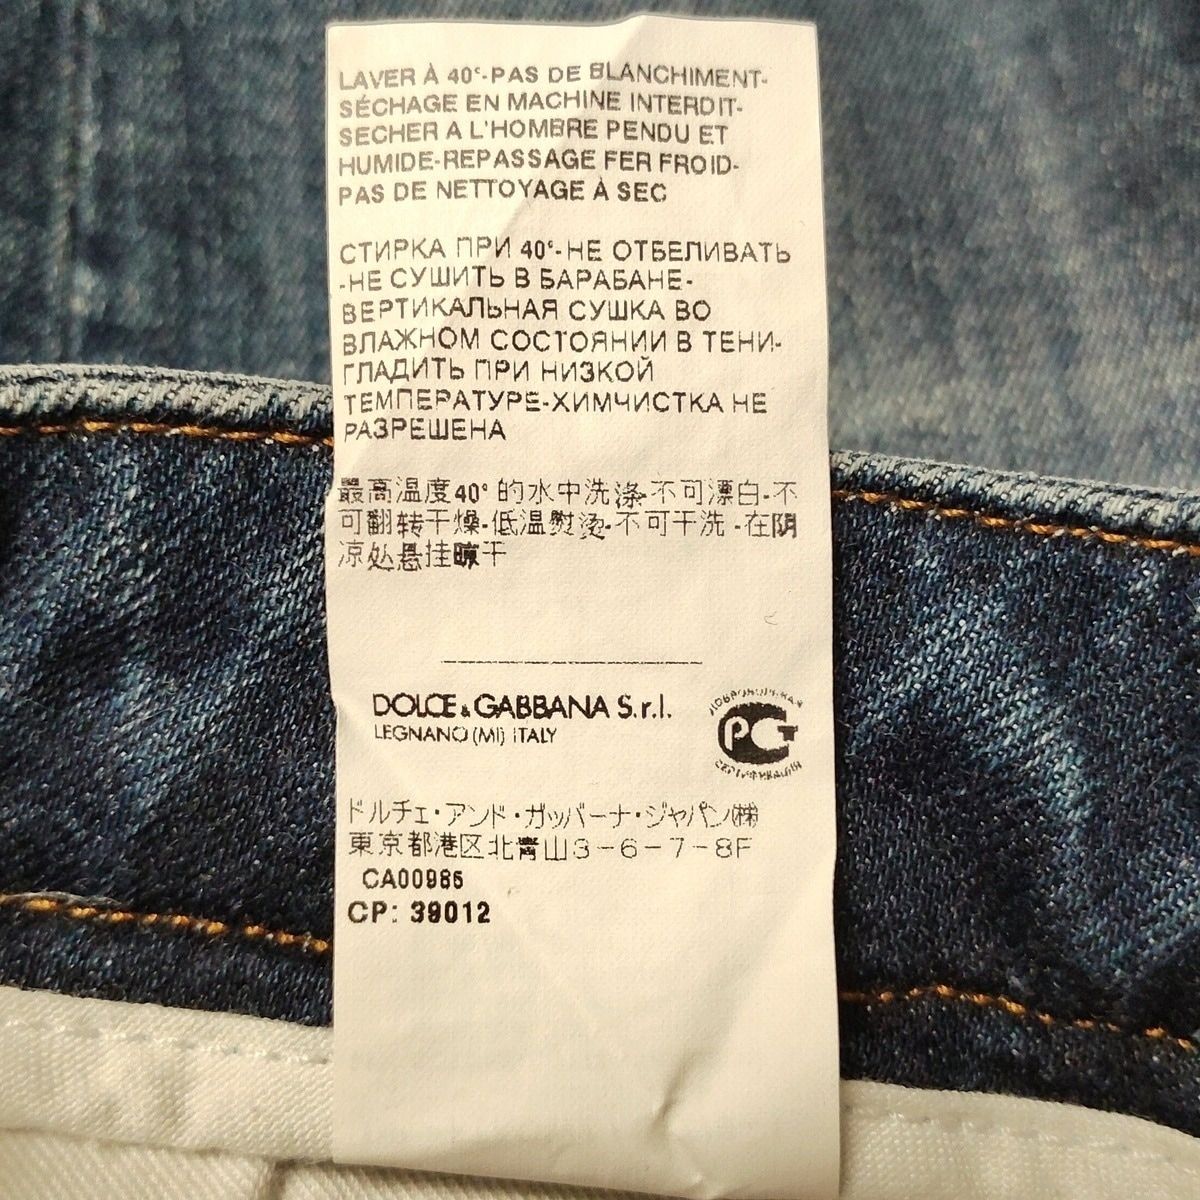 LAVER À 40°-PAS DE BLANCHIMENT-
SÉCHAGE EN MACHINE INTERDIT-
SECHER A L'HOMBRE PENDU ET
HUMIDE-REPASSAGE FER FROID-
PAS DE NETTOYAGE À SEC
СТИРКА ПРИ 40°-НЕ ОТБЕЛИВАТЬ
-НЕ СУШИТЬ В БАРАБАНЕ-
ВЕРТИКАЛЬНАЯ СУШКА ВО
ВЛАЖНОМ СОСТОЯНИИ В ТЕНИ-
ГЛАДИТЬ ПРИ НИЗКОЙ
ТЕМПЕРАТУРЕ-ХИМЧИСТКА НЕ
РАЗРЕШЕНА
最高温度40°的水中洗涤-不可漂白-不
可翻转干燥-低温熨烫-不可干洗-在阴
凉处悬挂曠干
DOLCE & GABBANA S.r.l.
LEGNANO (MI) ITALY
ДОБРОВОЛЬНАЯ
РСТ
СЕРТИФИКАЦИЯ
ドルチェ・アンド・ガッバーナ・ジャパン㈱
東京都港区北青山3-6-7-8F
CA00985
CP: 39012